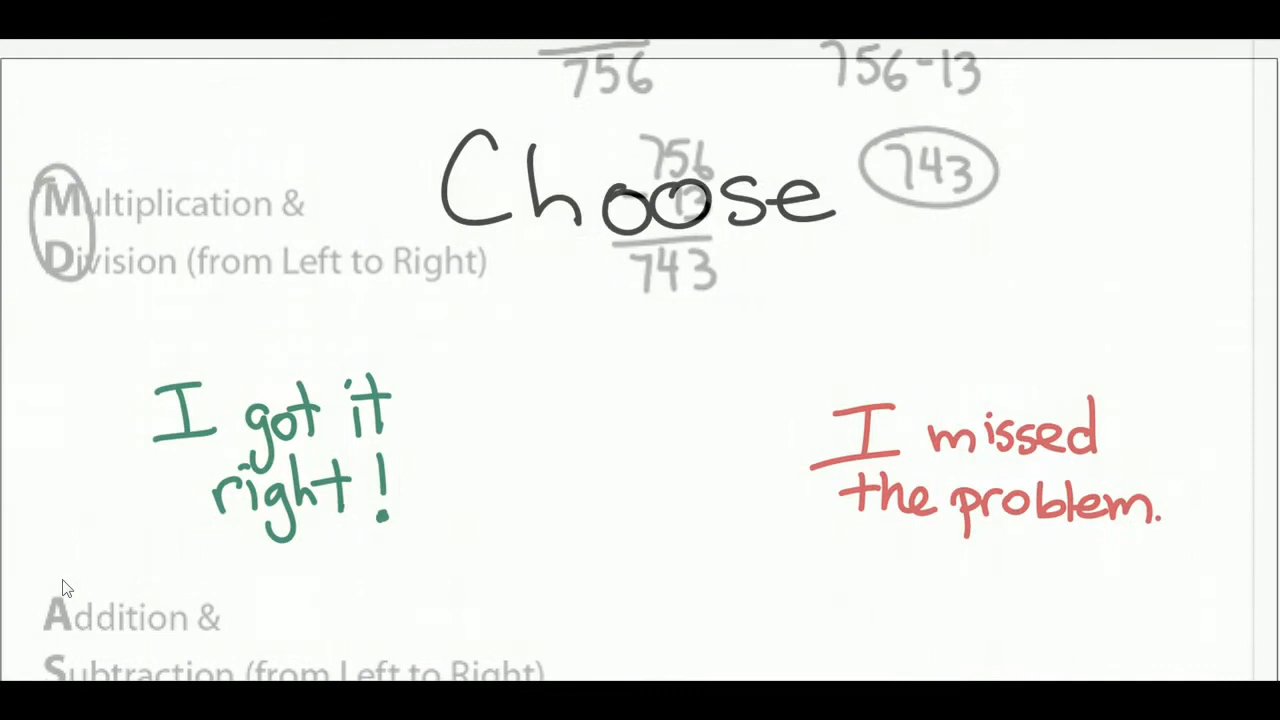 756
756-13
Choose
756
13
743
743
Multiplication &
Division (from Left to Right)
I got it
right!
I missed
the problem.
Addition &
Subtraction (from Left to Right)